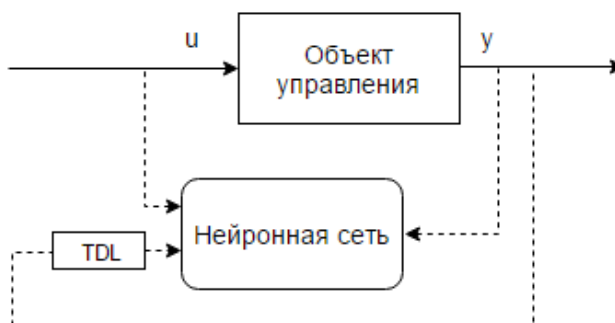 u
Объект
управления
y
Нейронная сеть
TDL